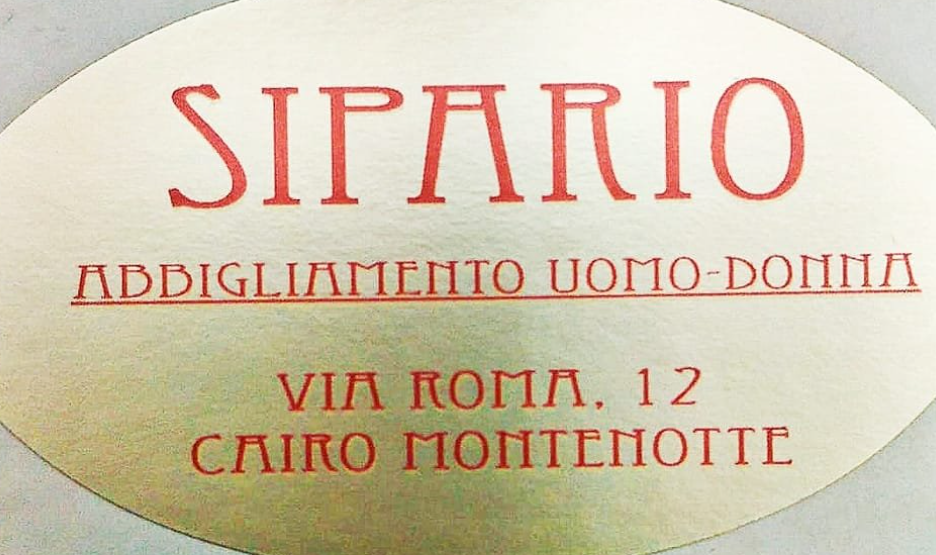 SIPARIO
ABBIGLIAMENTO UOMO-DONNA
VIA ROMA, 12
CAIRO MONTENOTTE